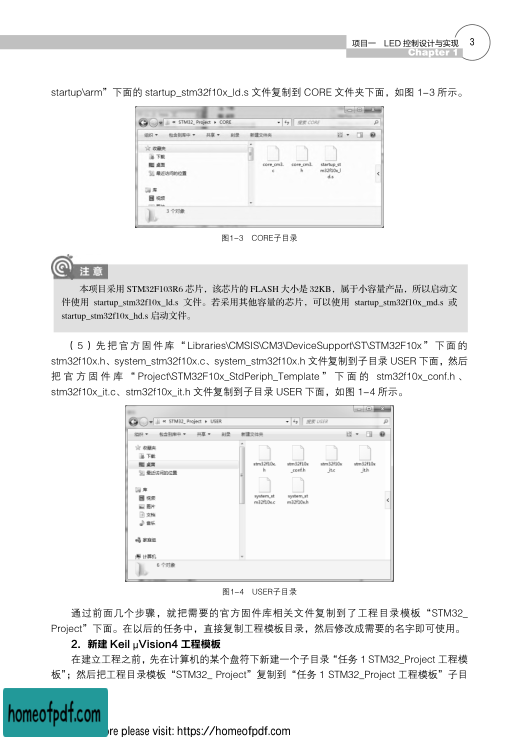 项目一　LED 控制设计与实现
3
Chapter 1
startup\arm”下面的 startup_stm32f10x_ld.s 文件复制到 CORE 文件夹下面，如图 1-3 所示。
STM32_Project ▸ CORE
搜索 CORE
组织 ▾ 包含到库中 ▾ 共享 ▾ 刻录 新建文件夹
收藏夹
下载
桌面
最近访问的位置
库
视频
图片
core_cm3.c
core_cm3.h
startup_stm32f10x_ld.s
3 个对象
图1-3　CORE子目录
注 意
本项目采用 STM32F103R6 芯片，该芯片的 FLASH 大小是 32KB，属于小容量产品，所以启动文
件使用 startup_stm32f10x_ld.s 文件。若采用其他容量的芯片，可以使用 startup_stm32f10x_md.s 或
startup_stm32f10x_hd.s 启动文件。
（5）先把官方固件库“Libraries\CMSIS\CM3\DeviceSupport\ST\STM32F10x”下面的
stm32f10x.h、system_stm32f10x.c、system_stm32f10x.h 文件复制到子目录 USER 下面，然后
把官方固件库“Project\STM32F10x_StdPeriph_Template”下面的 stm32f10x_conf.h、
stm32f10x_it.c、stm32f10x_it.h 文件复制到子目录 USER 下面，如图 1-4 所示。
STM32_Project ▸ USER
搜索 USER
组织 ▾ 包含到库中 ▾ 共享 ▾ 刻录 新建文件夹
收藏夹
下载
桌面
最近访问的位置
库
视频
图片
文档
音乐
家庭组
计算机
stm32f10x.h
stm32f10x_conf.h
stm32f10x_it.c
stm32f10x_it.h
system_stm32f10x.c
system_stm32f10x.h
6 个对象
图1-4　USER子目录
通过前面几个步骤，就把需要的官方固件库相关文件复制到了工程目录模板“STM32_
Project”下面。在以后的任务中，直接复制工程模板目录，然后修改成需要的名字即可使用。
2．新建 Keil μVision4 工程模板
在建立工程之前，先在计算机的某个盘符下新建一个子目录“任务 1 STM32_Project 工程模
板”；然后把工程目录模板“STM32_ Project”复制到“任务 1 STM32_Project 工程模板”子目
homeofpdf.com
ore please visit: https://homeofpdf.com